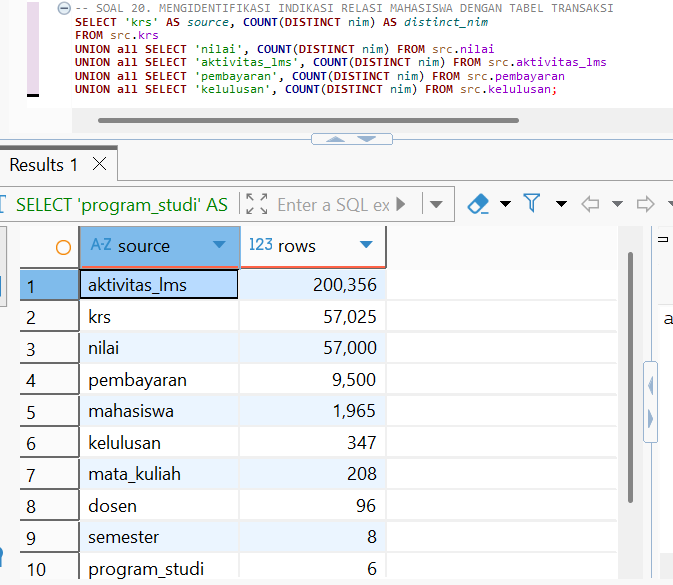 -- SOAL 20. MENGIDENTIFIKASI INDIKASI RELASI MAHASISWA DENGAN TABEL TRANSAKSI
SELECT 'krs' AS source, COUNT(DISTINCT nim) AS distinct_nim
FROM src.krs
UNION all SELECT 'nilai', COUNT(DISTINCT nim) FROM src.nilai
UNION all SELECT 'aktivitas_lms', COUNT(DISTINCT nim) FROM src.aktivitas_lms
UNION all SELECT 'pembayaran', COUNT(DISTINCT nim) FROM src.pembayaran
UNION all SELECT 'kelulusan', COUNT(DISTINCT nim) FROM src.kelulusan;
Results 1
SELECT 'program_studi' AS Enter a SQL ex
A-Z source 123 rows
1 aktivitas_lms 200,356
2 krs 57,025
3 nilai 57,000
4 pembayaran 9,500
5 mahasiswa 1,965
6 kelulusan 347
7 mata_kuliah 208
8 dosen 96
9 semester 8
10 program_studi 6